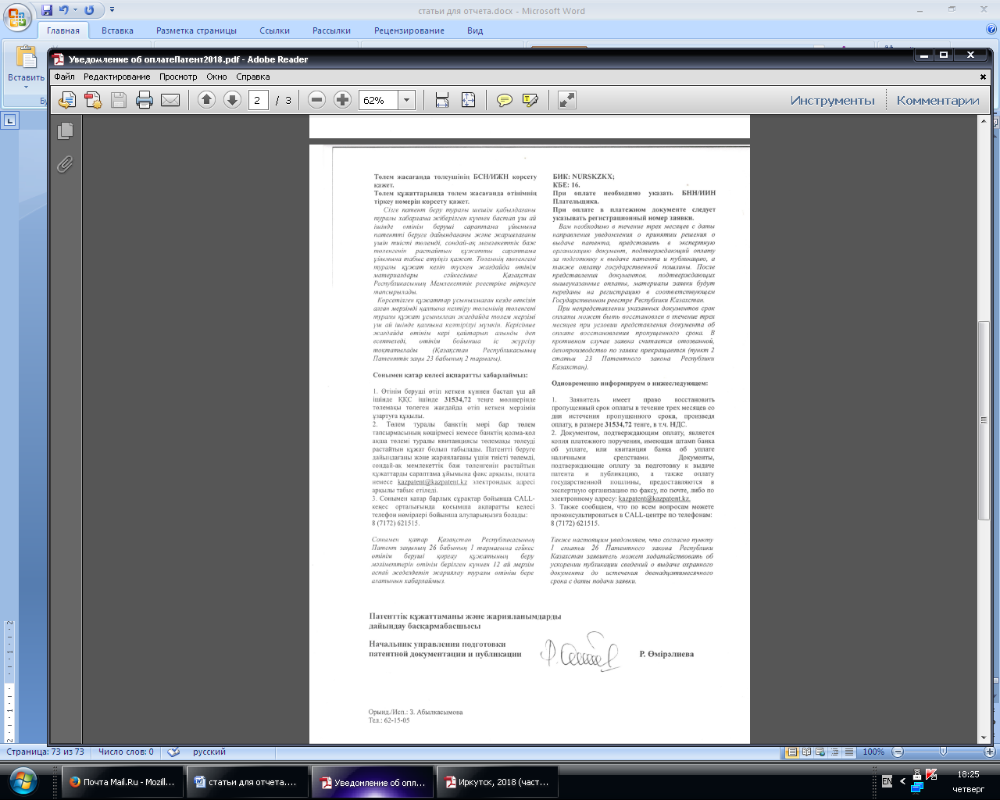 статьи для отчета.docx - Microsoft Word
Главная
Вставка
Разметка страницы
Ссылки
Рассылки
Рецензирование
Вид
Вставить
Уведомление об оплатеПатент2018.pdf - Adobe Reader
Файл Редактирование Просмотр Окно Справка
2 / 3
62%
Инструменты
Комментарии
Төлем жасағанда төлеушінің БСН/ИЖН көрсету
қажет.
Төлем құжаттарында төлем жасағанда өтінімнің
тіркеу нөмерін көрсету қажет.
Сізге патент беру туралы шешім қабылдағаны
туралы хабарлама жіберілген күннен бастап үш ай
ішінде өтінім беруші сараптама ұйымына
патентті беруге дайындағаны және жариялағаны
үшін тиісті төлемді, сондай-ақ мемлекеттік баж
төленгенін растайтын құжатты сараптама
ұйымына табыс етуіңіз қажет. Төлемнің төленгені
туралы құжат келіп түскен жағдайда өтінім
материалдары сәйкесінше Қазақстан
Республикасының Мемлекеттік реестріне тіркеуге
тапсырылады.
Көрсетілген құжаттар ұсынылмаған кезде өткізіп
алған мерзімді қалпына келтіру төлемінің төленгені
туралы құжат ұсынылған жағдайда төлем мерзімі
үш ай ішінде қалпына келтірілуі мүмкін. Керісінше
жағдайда өтінім кері қайтарып алынды деп
есептеледі, өтінім бойынша іс жүргізу
тоқтатылады (Қазақстан Республикасының
Патенттік заңы 23 бабының 2 тармағы).
Сонымен қатар келесі ақпаратты хабарлаймыз:
1. Өтінім беруші өтіп кеткен күннен бастап үш ай
ішінде ҚҚС ішінде 31534,72 теңге мөлшерінде
төлемақы төлеген жағдайда өтіп кеткен мерзімін
ұзартуға құқылы.
2. Төлем туралы банктің мөрі бар төлем
тапсырмасының көшірмесі немесе банктің қолма-қол
ақша төлемі туралы квитанциясы төлемақы төлеуді
растайтын құжат болып табылады. Патентті беруге
дайындағаны және жариялағаны үшін тиісті төлемді,
сондай-ақ мемлекеттік баж төленгенін растайтын
құжаттарды сараптама ұйымына факс арқылы, пошта
немесе kazpatent@kazpatent.kz электрондық адресі
арқылы табыс етіледі.
3. Сонымен қатар барлық сұрақтар бойынша CALL-
кеңес орталығында қосымша ақпаратты келесі
телефон нөмірлері бойынша алуларыңызға болады:
8 (7172) 621515.
Сонымен қатар Қазақстан Республикасының
Патент заңының 26 бабының 1 тармағына сәйкес
өтінім беруші қорғау құжатының беру
мәліметтерін өтінім берілген күннен 12 ай мерзім
аспай жеделдетіп жариялау туралы өтініш бере
алатынын хабарлаймыз.
БИК: NURSKZKX;
КБЕ: 16.
При оплате необходимо указать БНН/ИИН
Плательщика.
При оплате в платежном документе следует
указывать регистрационный номер заявки.
Вам необходимо в течение трех месяцев с даты
направления уведомления о принятии решения о
выдаче патента, представить в экспертную
организацию документ, подтверждающий оплату
за подготовку к выдаче патента и публикацию, а
также оплату государственной пошлины. После
представления документов, подтверждающих
вышеуказанные оплаты, материалы заявки будут
переданы на регистрацию в соответствующем
Государственном реестре Республики Казахстан.
При непредставлении указанных документов срок
оплаты может быть восстановлен в течение трех
месяцев при условии представления документа об
оплате восстановления пропущенного срока. В
противном случае заявка считается отозванной,
делопроизводство по заявке прекращается (пункт 2
статьи 23 Патентного закона Республики
Казахстан).
Одновременно информируем о нижеследующем:
1. Заявитель имеет право восстановить
пропущенный срок оплаты в течение трех месяцев со
дня истечения пропущенного срока, произведя
оплату, в размере 31534,72 тенге, в т.ч. НДС.
2. Документом, подтверждающим оплату, является
копия платежного поручения, имеющая штамп банка
об уплате, или квитанция банка об уплате
наличными средствами. Документы,
подтверждающие оплату за подготовку к выдаче
патента и публикацию, а также оплату
государственной пошлины, предоставляются в
экспертную организацию по факсу, по почте, либо по
электронному адресу: kazpatent@kazpatent.kz.
3. Также сообщаем, что по всем вопросам можете
проконсультироваться в CALL-центре по телефонам:
8 (7172) 621515.
Также настоящим уведомляем, что согласно пункту
1 статьи 26 Патентного закона Республики
Казахстан заявитель может ходатайствовать об
ускорении публикации сведений о выдаче охранного
документа до истечения двенадцатимесячного
срока с даты подачи заявки.
Патенттік құжаттаманы және жарияланымдарды
дайындау басқармабасшысы
Начальник управления подготовки
патентной документации и публикации
Р. Өміралиева
Орынд./Исп.: З. Абылкасымова
Тел.: 62-15-05
Страница: 73 из 73
Число слов: 0
русский
100%
Почта Mail.Ru - Mozill...
статьи для отчета....
Уведомление об опл...
Иркутск, 2018 (част...
EN
18:25
четверг